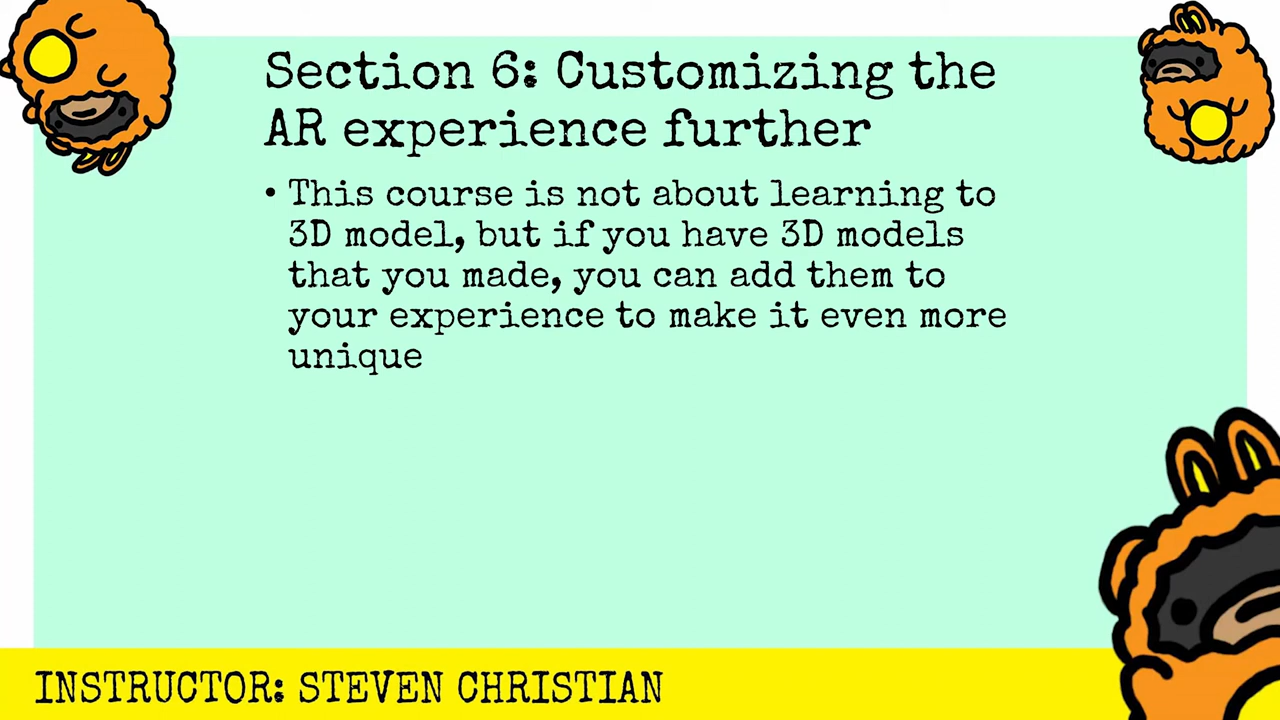 Section 6: Customizing the
AR experience further
• This course is not about learning to
3D model, but if you have 3D models
that you made, you can add them to
your experience to make it even more
unique
INSTRUCTOR: STEVEN CHRISTIAN